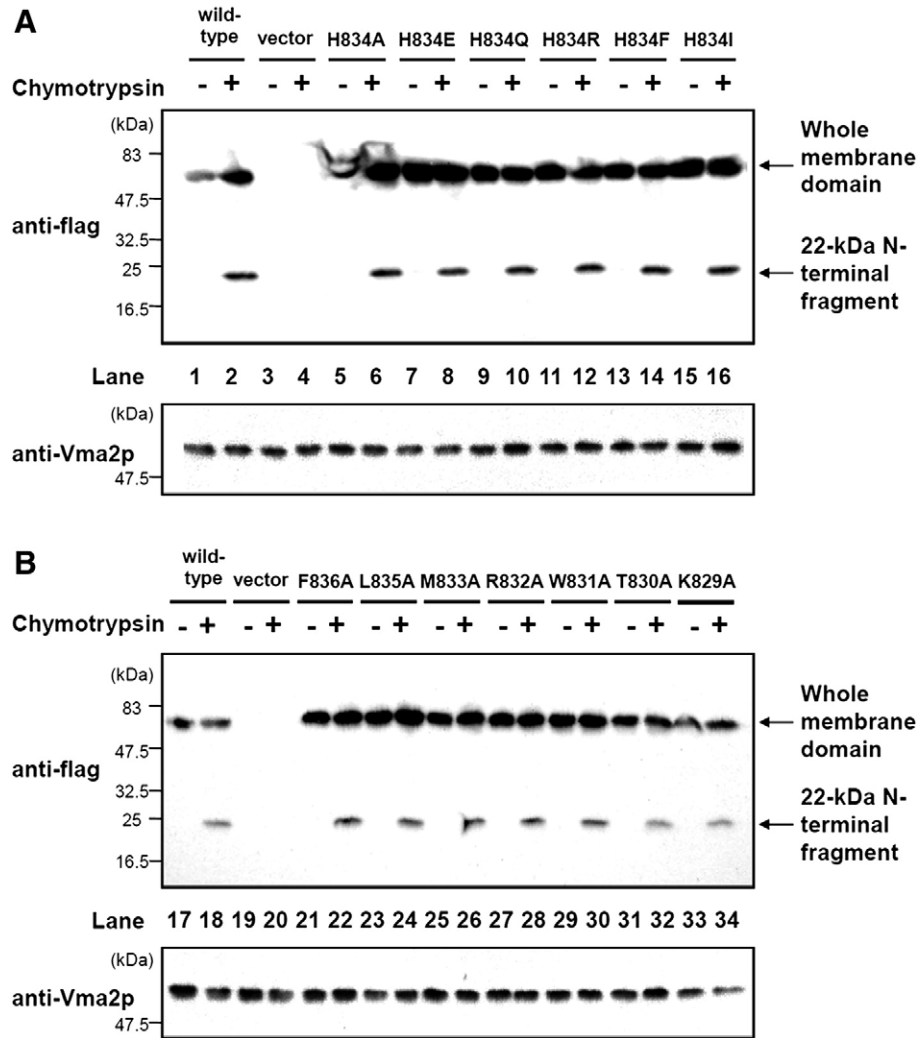 A
wild-
type vector H834A H834E H834Q H834R H834F H834I
Chymotrypsin - + - + - + - + - + - + - + - +
(kDa)
83
47.5
32.5
25
16.5
anti-flag
Whole
membrane
domain
22-kDa N-
terminal
fragment
Lane 1 2 3 4 5 6 7 8 9 10 11 12 13 14 15 16
(kDa)
anti-Vma2p
47.5
B
wild-
type vector F836A L835A M833A R832A W831A T830A K829A
Chymotrypsin - + - + - + - + - + - + - + - + - +
(kDa)
83
47.5
32.5
25
16.5
anti-flag
Whole
membrane
domain
22-kDa N-
terminal
fragment
Lane 17 18 19 20 21 22 23 24 25 26 27 28 29 30 31 32 33 34
(kDa)
anti-Vma2p
47.5